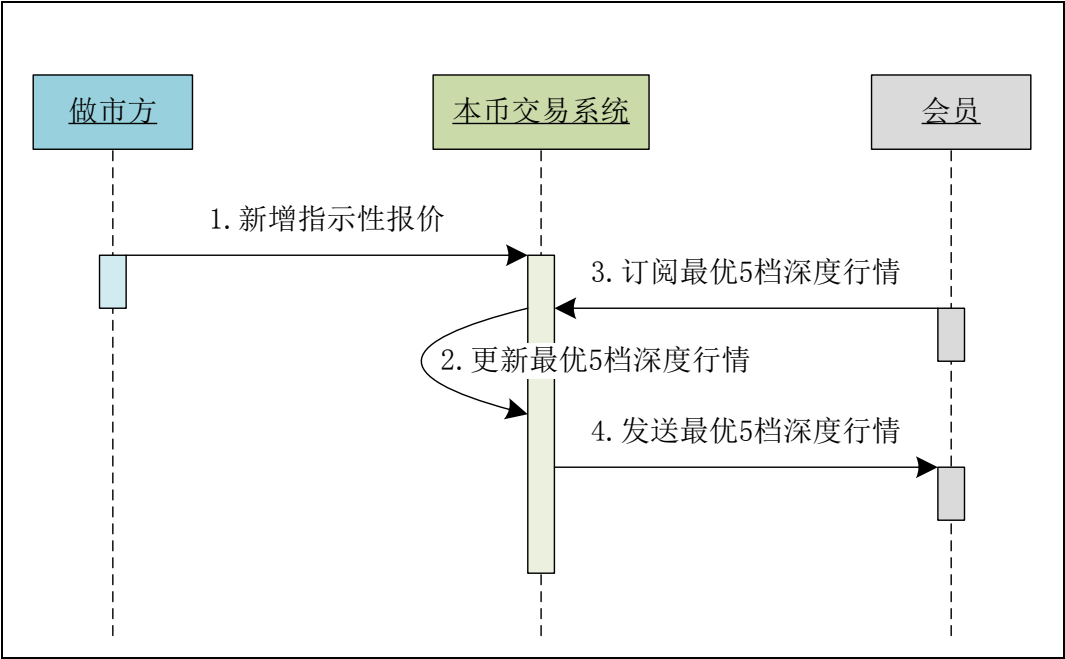 做市方
本币交易系统
会员
1.新增指示性报价
3.订阅最优5档深度行情
2.更新最优5档深度行情
4.发送最优5档深度行情